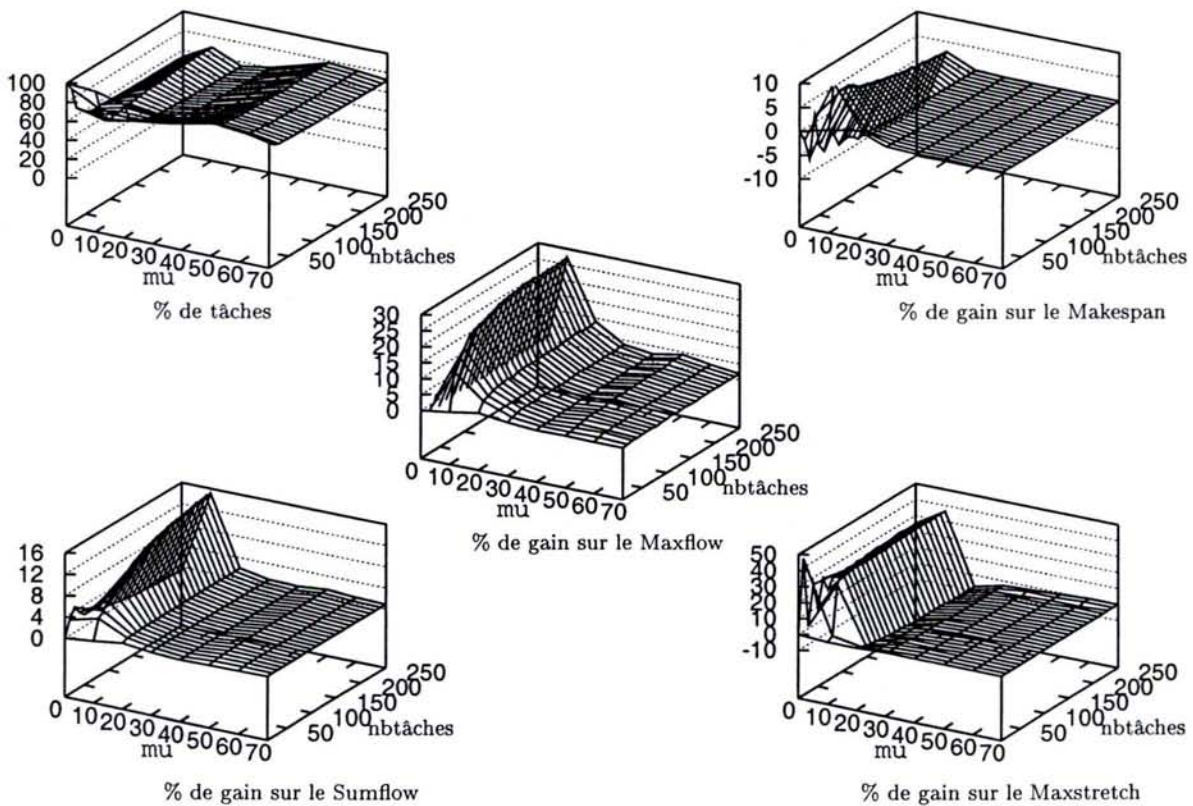 100
80
60
40
20
0
0 10 20 30 40 50 60 70
mu
50 100 150 200 250
nbtâches
% de tâches
10
5
0
-5
-10
0 10 20 30 40 50 60 70
mu
50 100 150 200 250
nbtâches
% de gain sur le Makespan
30
25
20
15
10
5
0
0 10 20 30 40 50 60 70
mu
50 100 150 200 250
nbtâches
% de gain sur le Maxflow
16
12
8
4
0
0 10 20 30 40 50 60 70
mu
50 100 150 200 250
nbtâches
% de gain sur le Sumflow
50
40
30
20
10
0
-10
0 10 20 30 40 50 60 70
mu
50 100 150 200 250
nbtâches
% de gain sur le Maxstretch